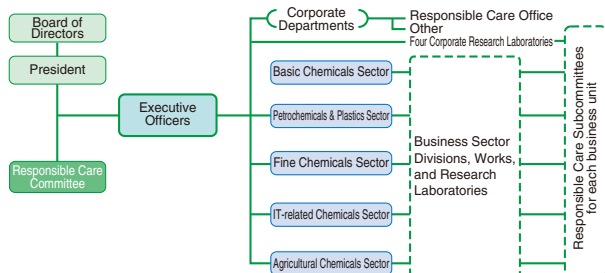 Board of
Directors
President
Responsible Care
Committee
Executive
Officers
Corporate
Departments
Responsible Care Office
Other
Four Corporate Research Laboratories
Basic Chemicals Sector
Petrochemicals & Plastics Sector
Fine Chemicals Sector
IT-related Chemicals Sector
Agricultural Chemicals Sector
Business Sector
Divisions, Works,
and Research
Laboratories
Responsible Care Subcommittees
for each business unit